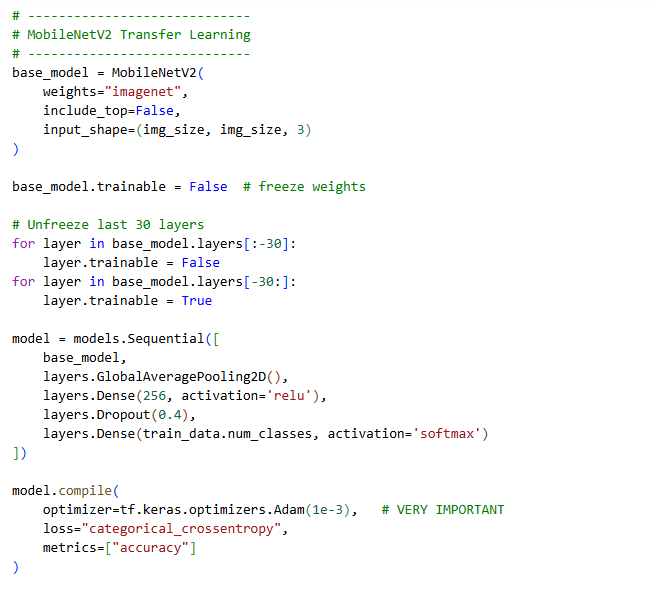 # -----------------------------
# MobileNetV2 Transfer Learning
# -----------------------------
base_model = MobileNetV2(
    weights="imagenet",
    include_top=False,
    input_shape=(img_size, img_size, 3)
)

base_model.trainable = False  # freeze weights

# Unfreeze last 30 layers
for layer in base_model.layers[:-30]:
    layer.trainable = False
for layer in base_model.layers[-30:]:
    layer.trainable = True

model = models.Sequential([
    base_model,
    layers.GlobalAveragePooling2D(),
    layers.Dense(256, activation='relu'),
    layers.Dropout(0.4),
    layers.Dense(train_data.num_classes, activation='softmax')
])

model.compile(
    optimizer=tf.keras.optimizers.Adam(1e-3),   # VERY IMPORTANT
    loss="categorical_crossentropy",
    metrics=["accuracy"]
)